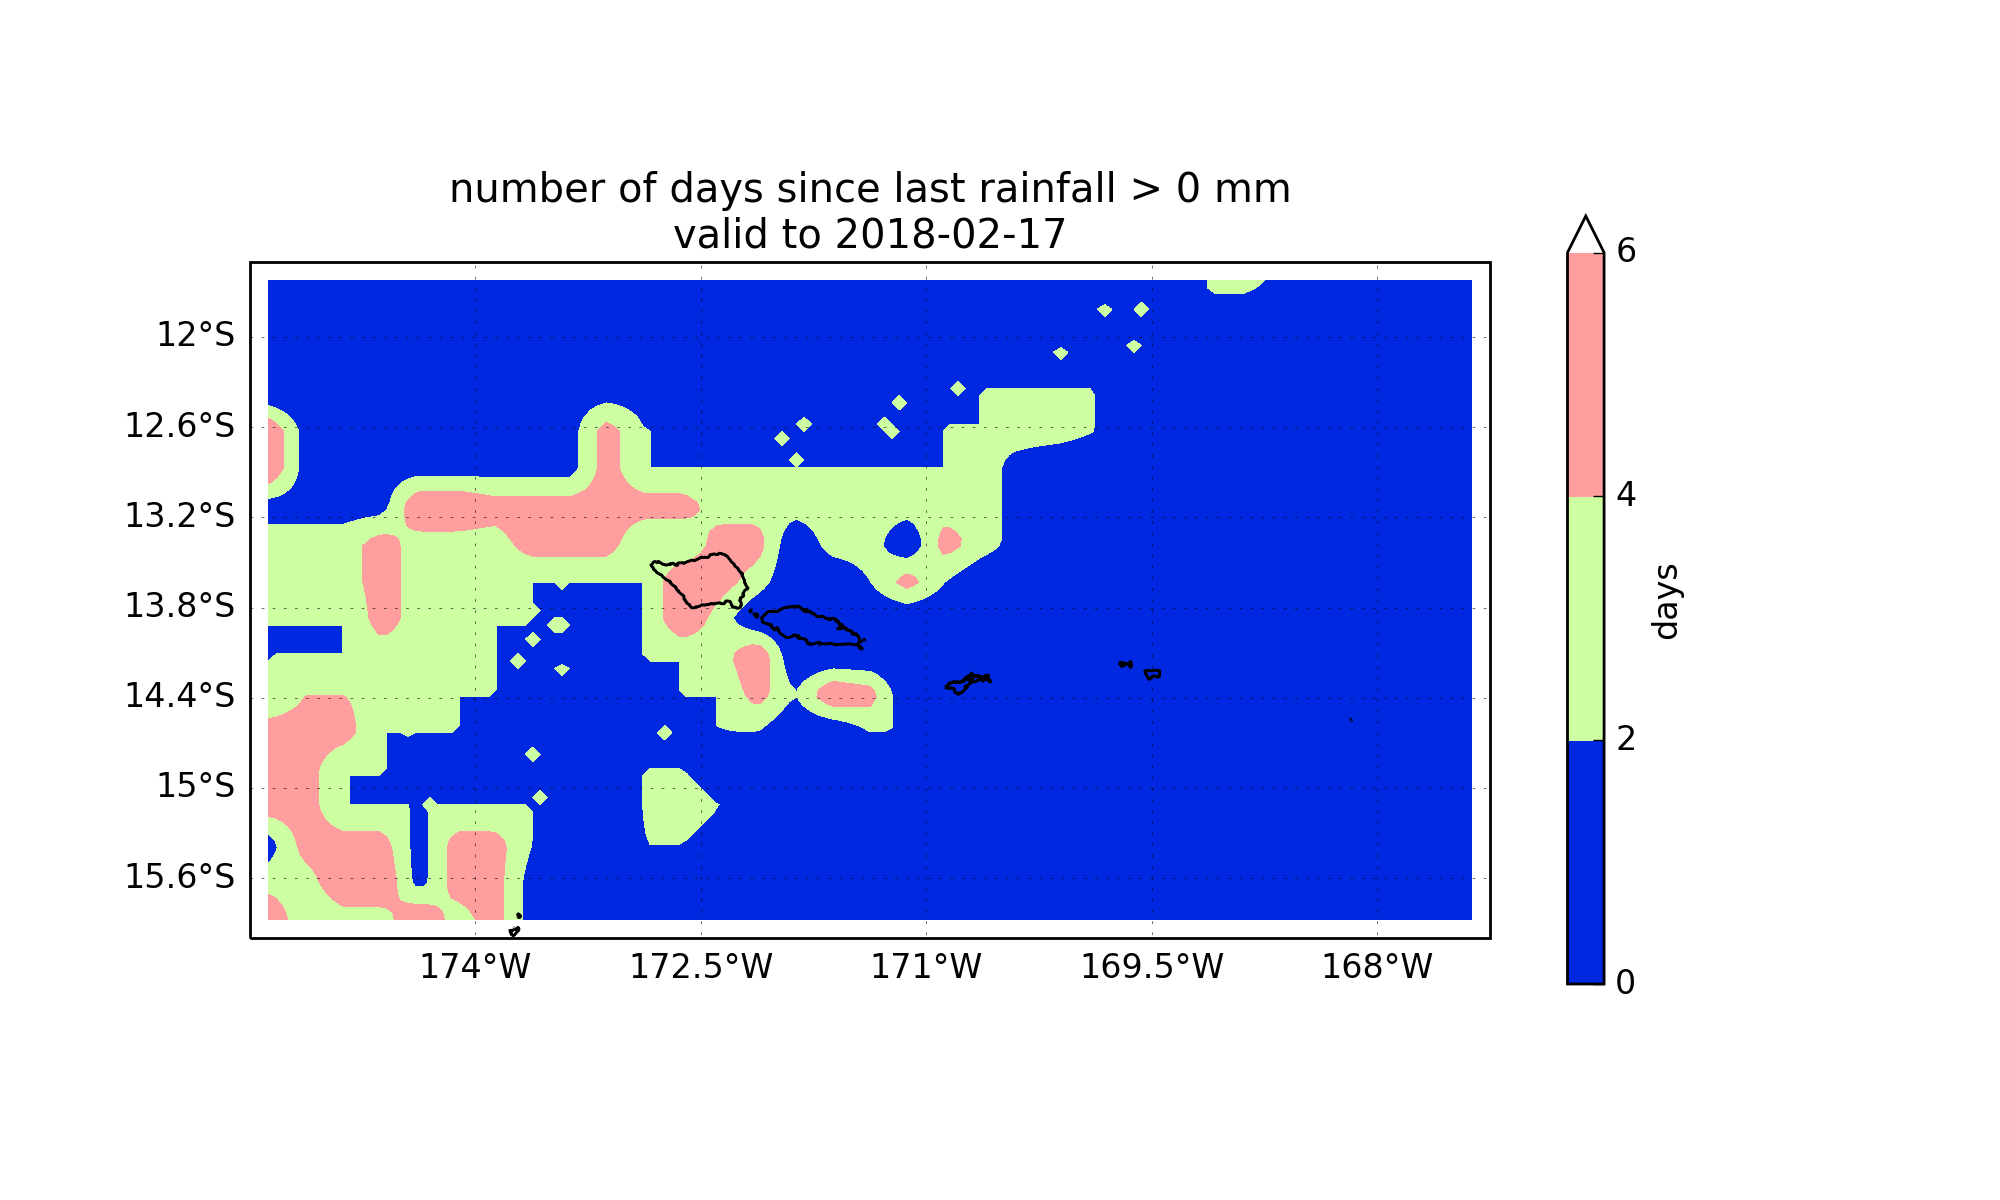 number of days since last rainfall > 0 mm
valid to 2018-02-17
12°S
12.6°S
13.2°S
13.8°S
14.4°S
15°S
15.6°S
174°W
172.5°W
171°W
169.5°W
168°W
6
4
2
0
days